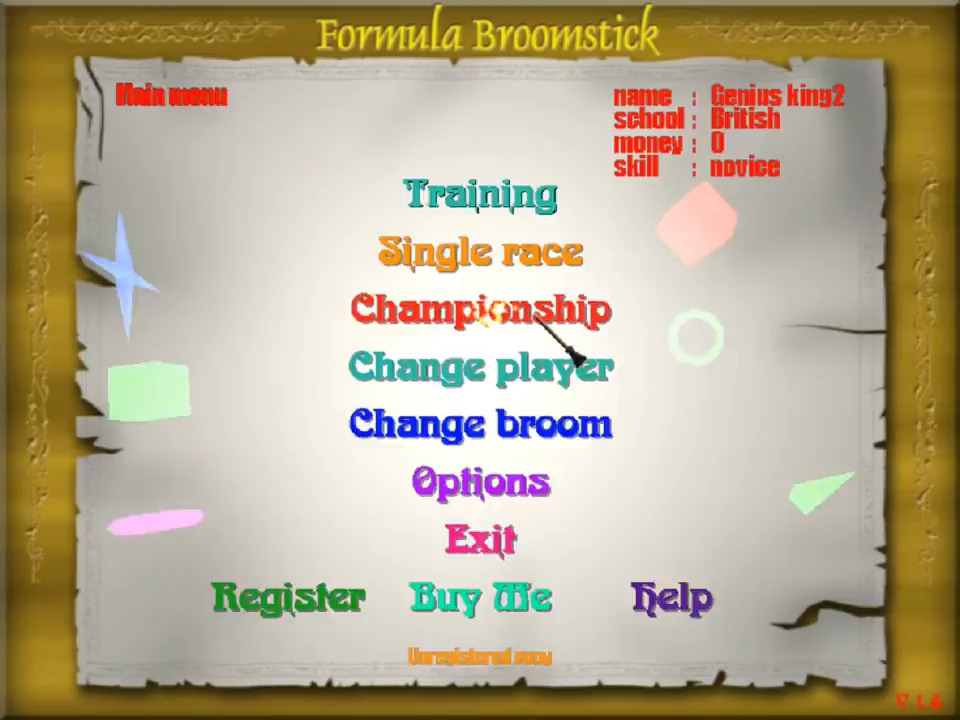 Formula Broomstick
Main menu
name : Genius king2
school : British
money : 0
skill : novice
Training
Single race
Championship
Change player
Change broom
Options
Exit
Register Buy Me Help
Unregistered copy
V 1.4